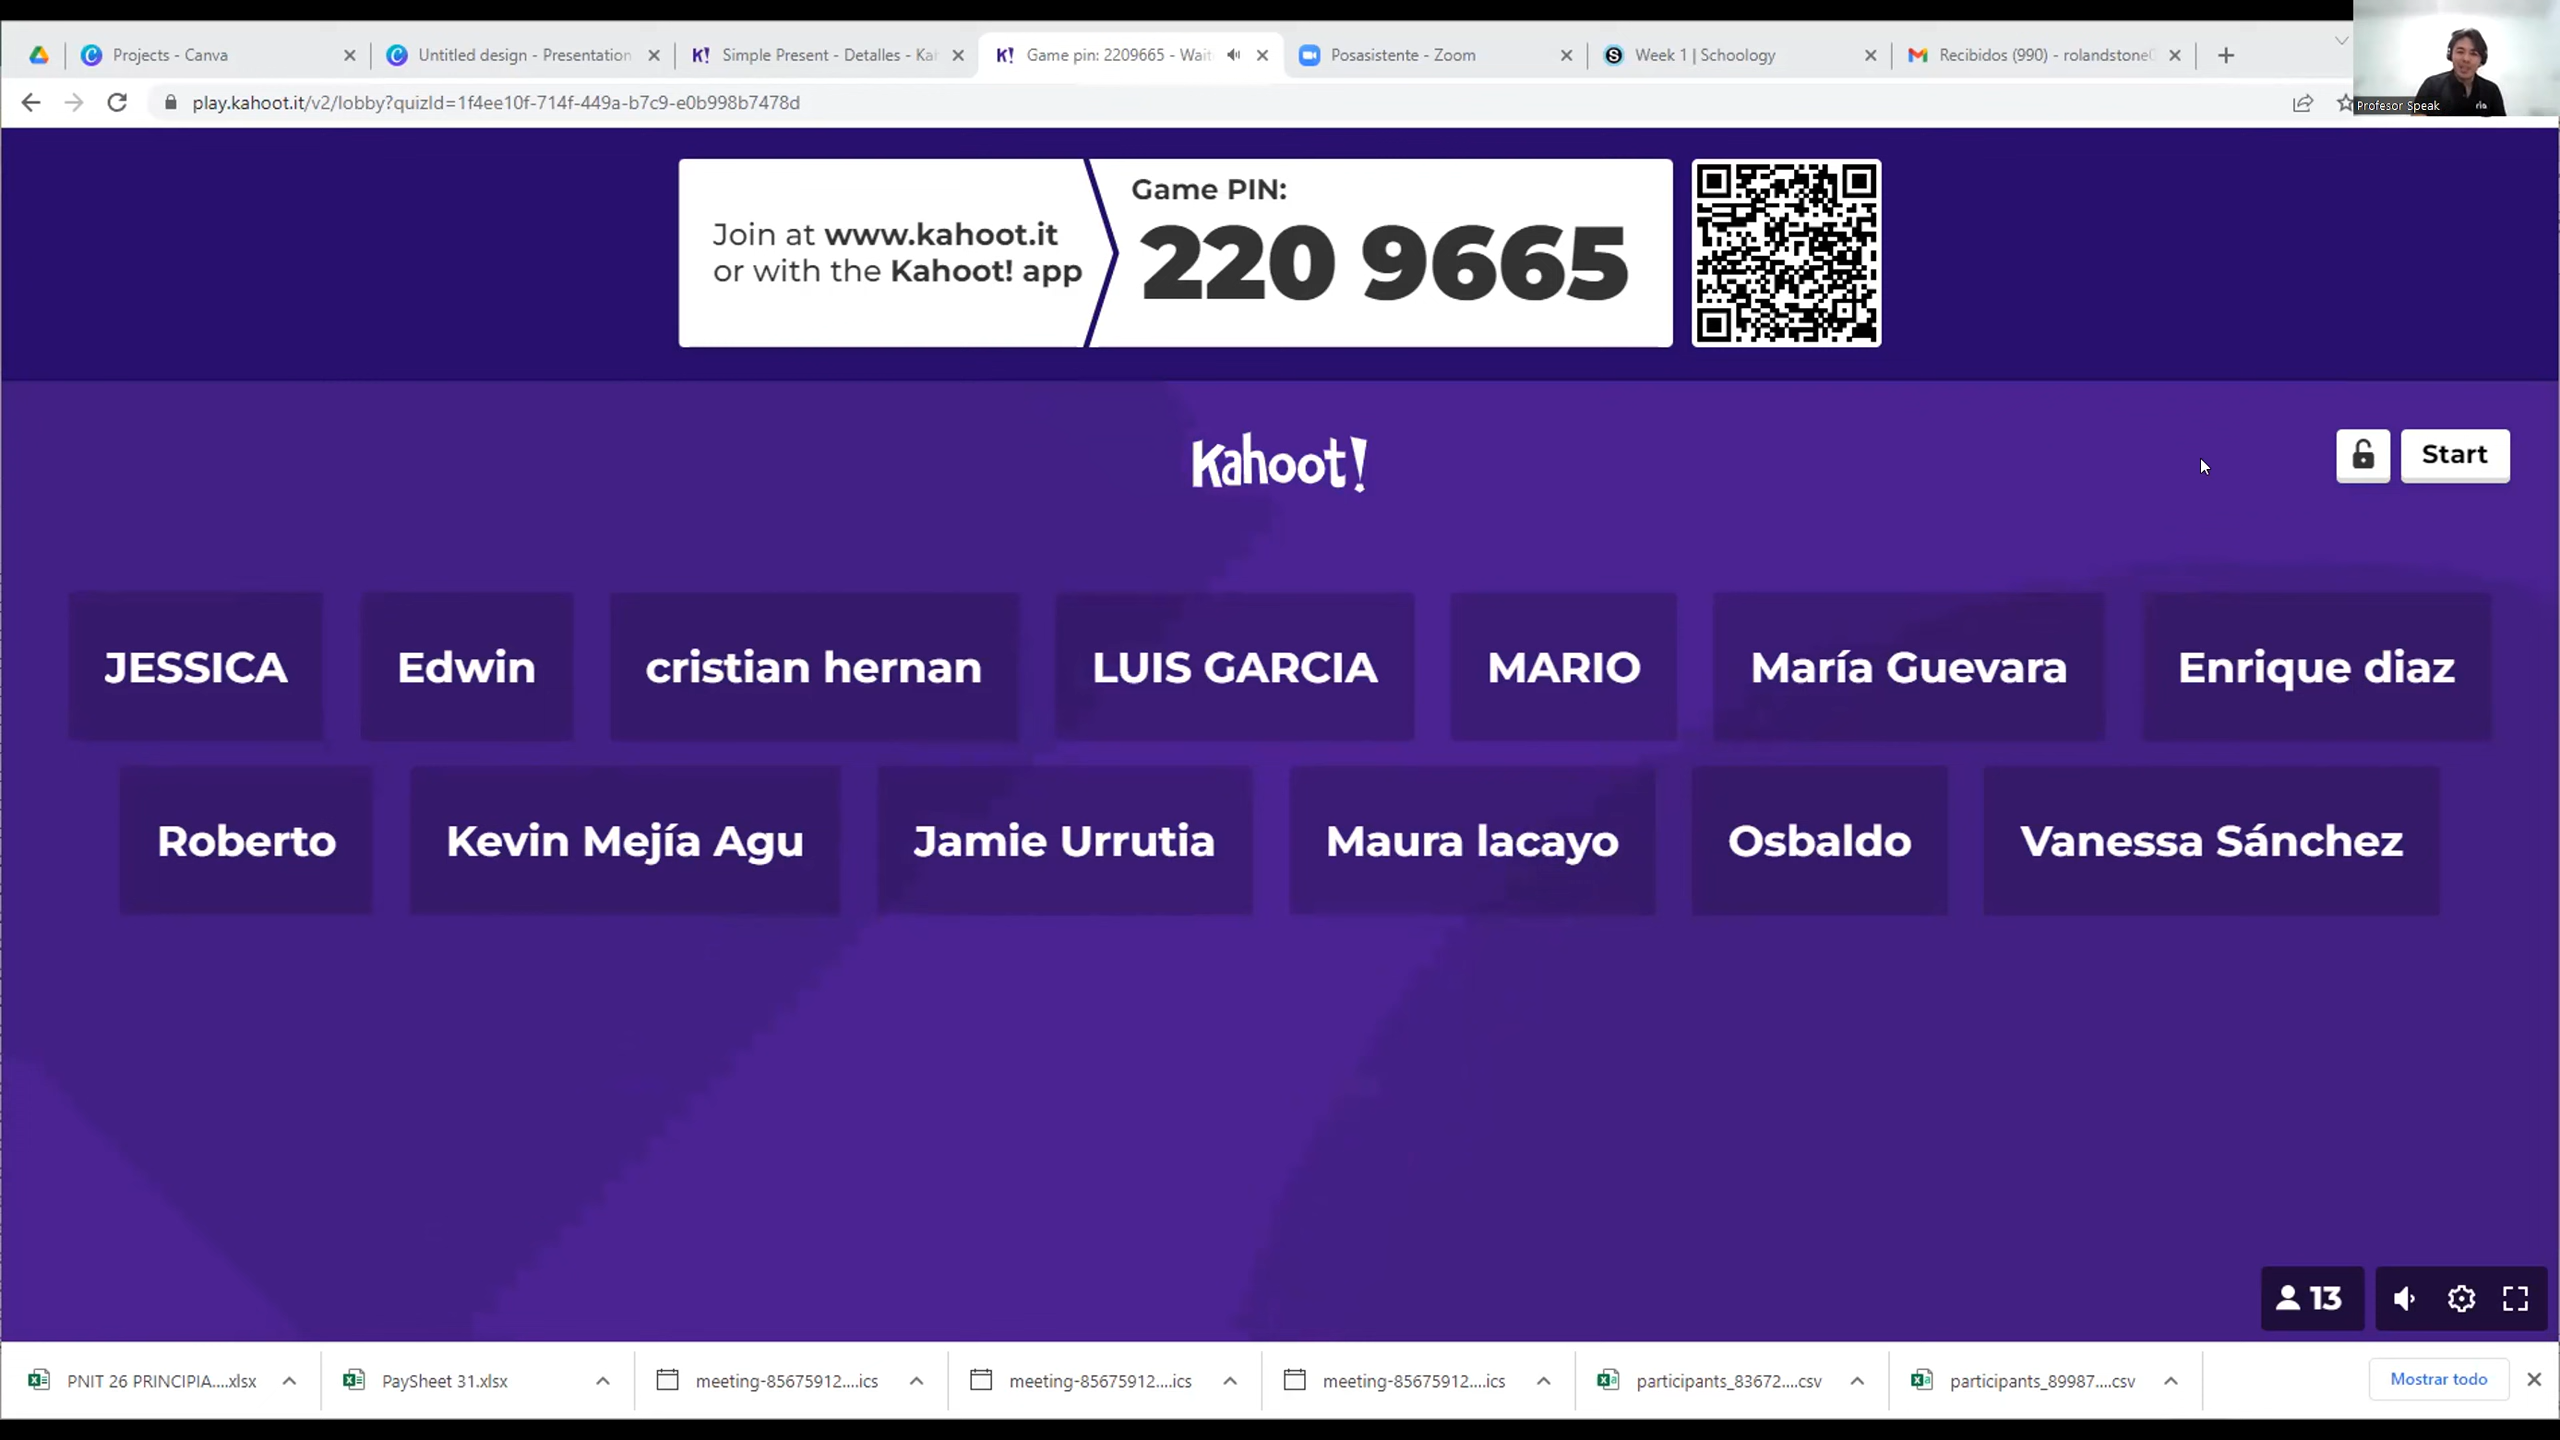 Projects - Canva
Untitled design - Presentation
K! Simple Present - Detalles - Kah
K! Game pin: 2209665 - Wait
Posasistente - Zoom
S Week 1 | Schoology
Recibidos (990) - rolandstone0
play.kahoot.it/v2/lobby?quizId=1f4ee10f-714f-449a-b7c9-e0b998b7478d
Profesor Speak
Join at www.kahoot.it
or with the Kahoot! app
Game PIN:
220 9665
Kahoot!
Start
JESSICA
Edwin
cristian hernan
LUIS GARCIA
MARIO
María Guevara
Enrique diaz
Roberto
Kevin Mejía Agu
Jamie Urrutia
Maura lacayo
Osbaldo
Vanessa Sánchez
13
PNIT 26 PRINCIPIA....xlsx
PaySheet 31.xlsx
meeting-85675912....ics
meeting-85675912....ics
meeting-85675912....ics
participants_83672....csv
participants_89987....csv
Mostrar todo